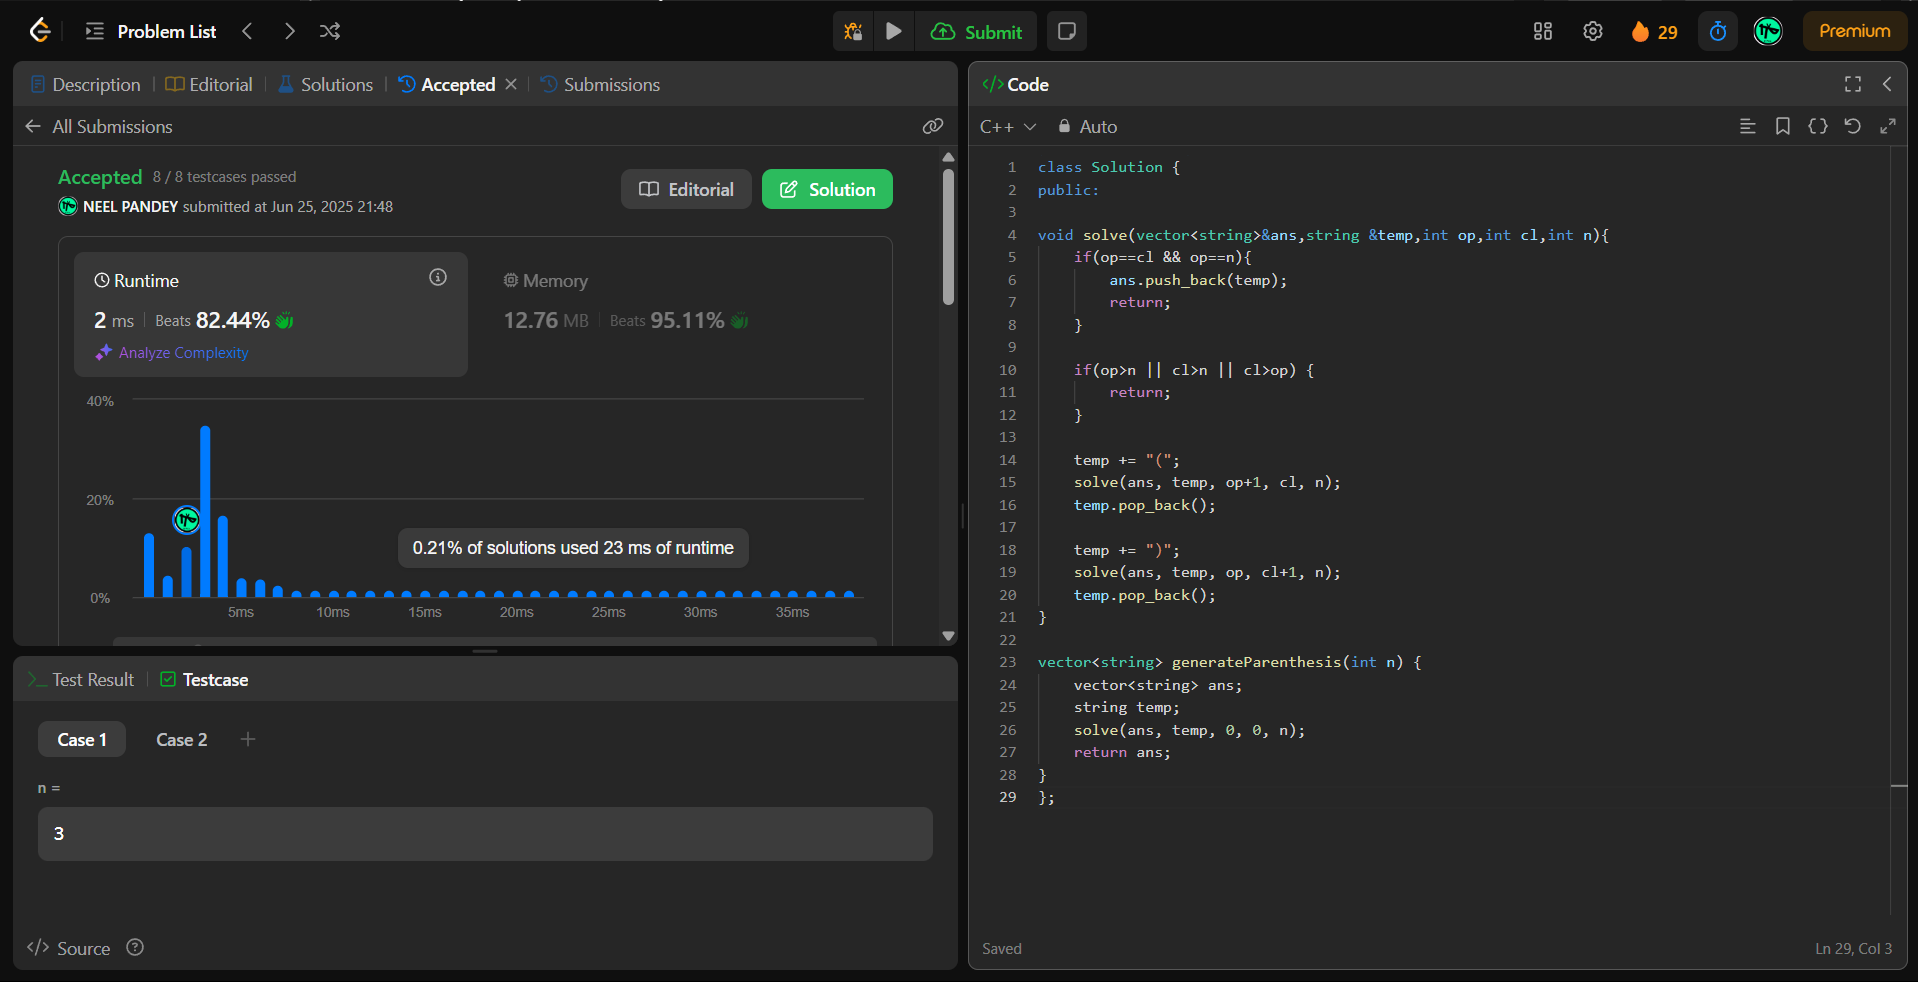 Problem List
Submit
29
Premium
Description
Editorial
Solutions
Accepted
Submissions
All Submissions
Accepted 8 / 8 testcases passed
NEEL PANDEY submitted at Jun 25, 2025 21:48
Editorial
Solution
Runtime
2 ms Beats 82.44%
Analyze Complexity
Memory
12.76 MB Beats 95.11%
40%
20%
0%
0.21% of solutions used 23 ms of runtime
5ms 10ms 15ms 20ms 25ms 30ms 35ms
Test Result
Testcase
Case 1
Case 2
n =
3
Source
Code
C++
Auto
1 class Solution {
2 public:
3
4 void solve(vector<string>&ans,string &temp,int op,int cl,int n){
5     if(op==cl && op==n){
6         ans.push_back(temp);
7         return;
8     }
9
10     if(op>n || cl>n || cl>op) {
11         return;
12     }
13
14     temp += "(";
15     solve(ans, temp, op+1, cl, n);
16     temp.pop_back();
17
18     temp += ")";
19     solve(ans, temp, op, cl+1, n);
20     temp.pop_back();
21 }
22
23 vector<string> generateParenthesis(int n) {
24     vector<string> ans;
25     string temp;
26     solve(ans, temp, 0, 0, n);
27     return ans;
28 }
29 };
Saved
Ln 29, Col 3